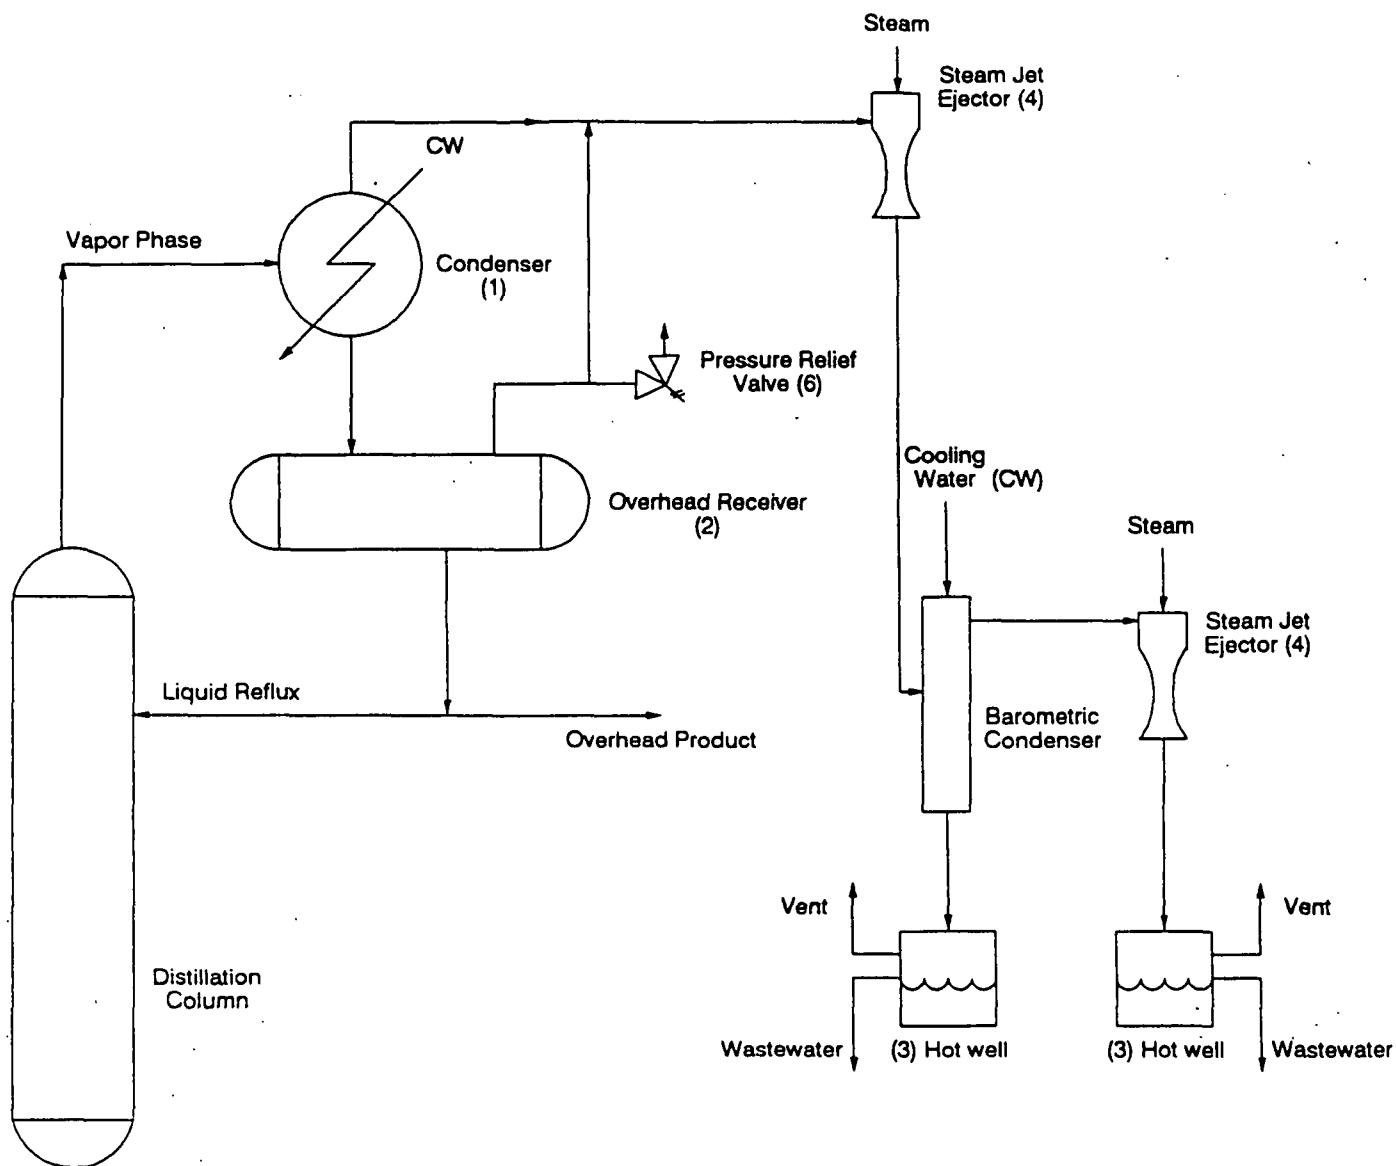 Steam
Steam Jet
Ejector (4)
CW
Vapor Phase
Condenser
(1)
Pressure Relief
Valve (6)
Overhead Receiver
(2)
Cooling
Water (CW)
Steam
Steam Jet
Ejector (4)
Liquid Reflux
Overhead Product
Barometric
Condenser
Vent
Vent
Distillation
Column
Wastewater
(3) Hot well
(3) Hot well
Wastewater